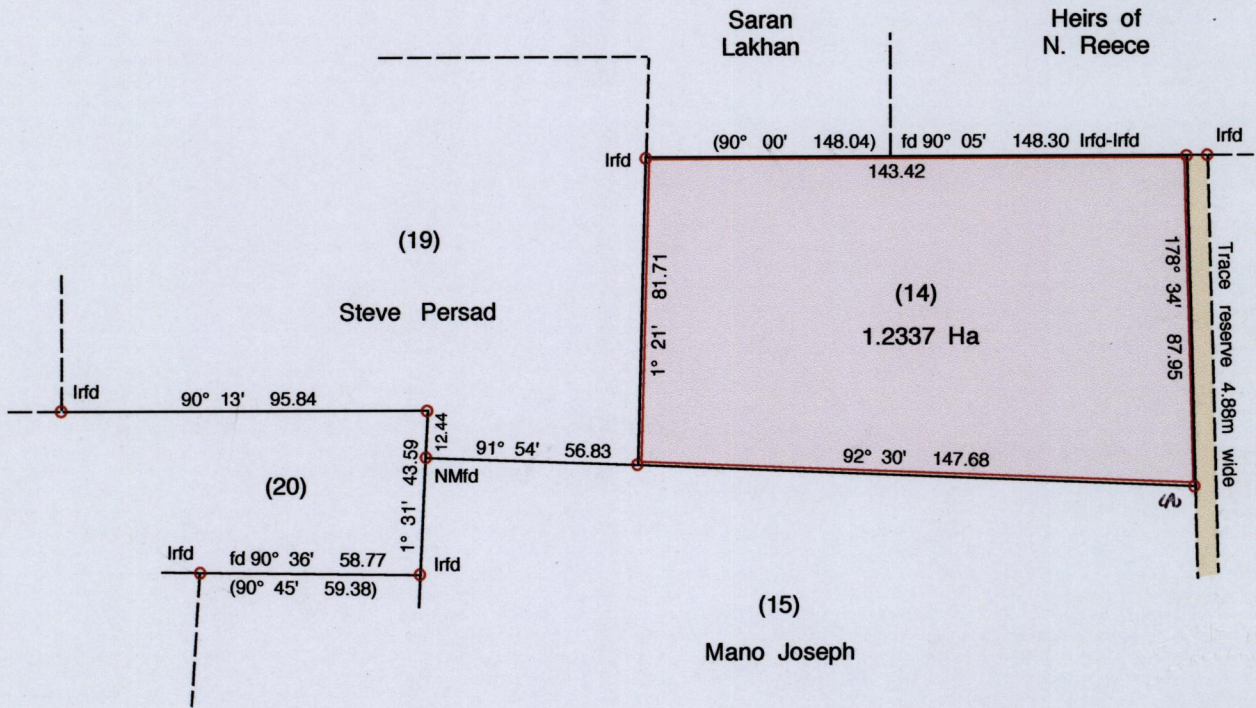 Saran
Lakhan
Heirs of
N. Reece
(90° 00' 148.04) fd 90° 05' 148.30 Irfd-Irfd
Irfd
Irfd
143.42
(19)
Steve Persad
1° 21' 81.71
(14)
1.2337 Ha
178° 34' 87.95
Trace reserve 4.88m wide
Irfd
90° 13' 95.84
12.44
1° 31' 43.59
NMfd
91° 54' 56.83
92° 30' 147.68
(20)
Irfd
fd 90° 36' 58.77
(90° 45' 59.38)
Irfd
(15)
Mano Joseph